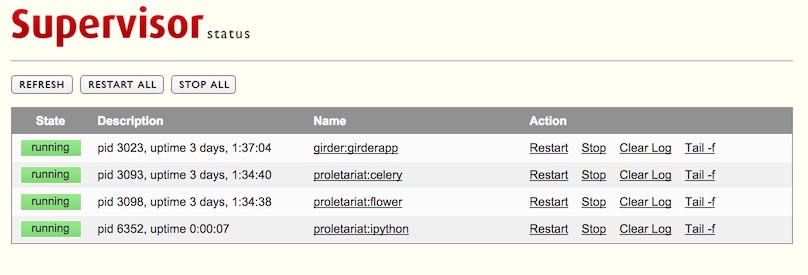 Supervisor status
REFRESH RESTART ALL STOP ALL
State Description Name Action
running pid 3023, uptime 3 days, 1:37:04 girder:girderapp Restart Stop Clear Log Tail -f
running pid 3093, uptime 3 days, 1:34:40 proletariat:celery Restart Stop Clear Log Tail -f
running pid 3098, uptime 3 days, 1:34:38 proletariat:flower Restart Stop Clear Log Tail -f
running pid 6352, uptime 0:00:07 proletariat:ipython Restart Stop Clear Log Tail -f